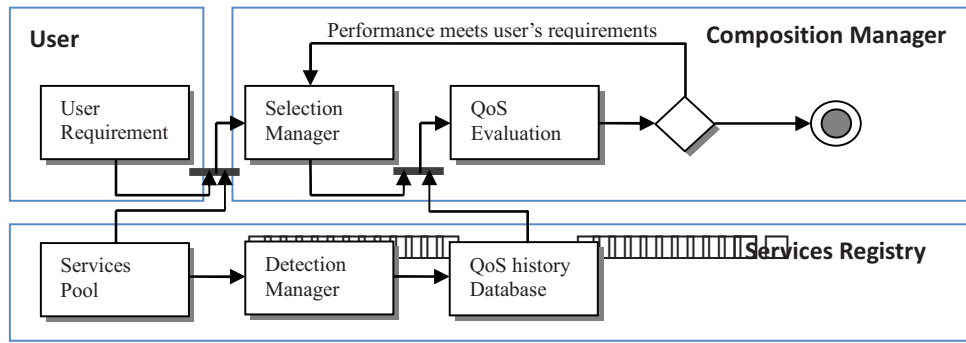 User
Performance meets user's requirements
Composition Manager
User
Requirement
Selection
Manager
QoS
Evaluation
Services Registry
Services
Pool
Detection
Manager
QoS history
Database